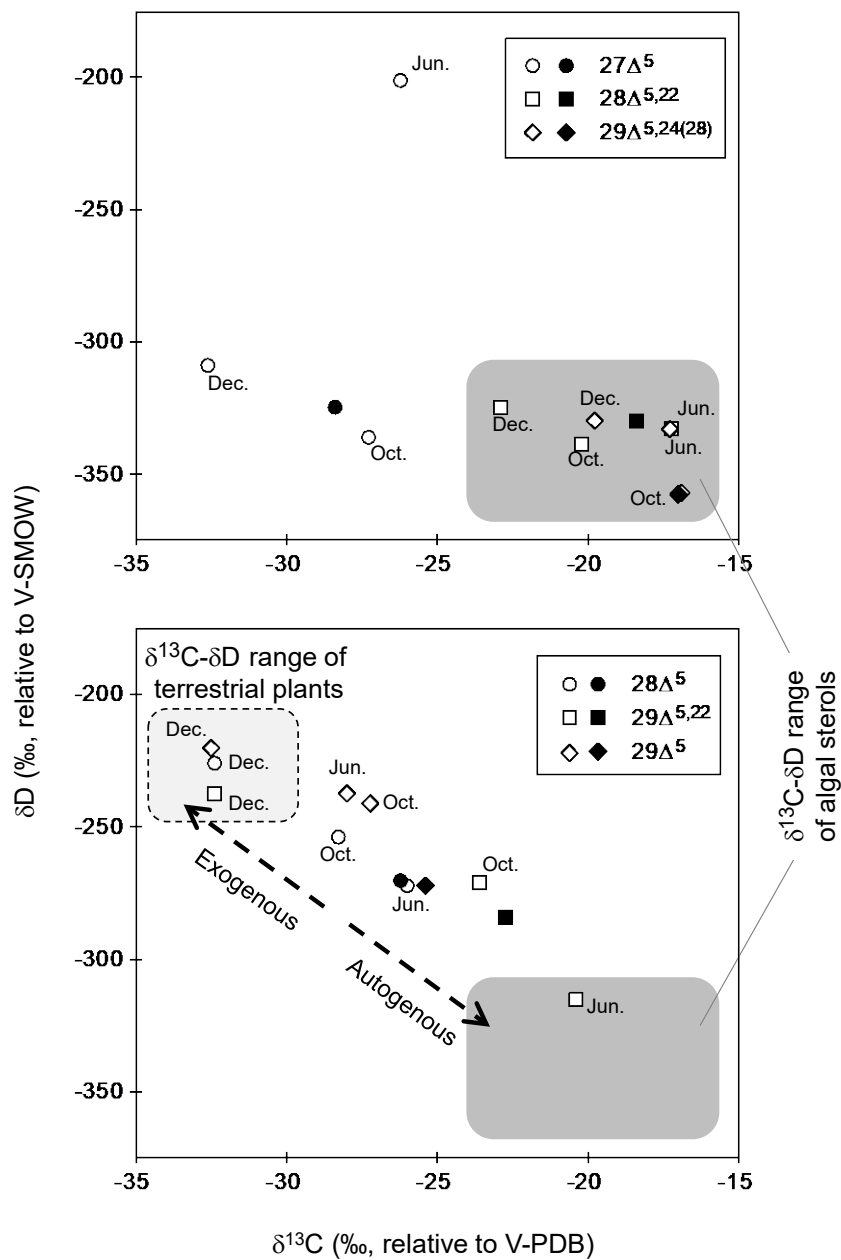 Jun.
27Δ5
28Δ5,22
29Δ5,24(28)
-200
-250
-300
-350
Dec.
Oct.
Dec.
Dec.
Oct.
Jun.
Jun.
Oct.
-35
-30
-25
-20
-15
δD (‰, relative to V-SMOW)
δ13C-δD range of
terrestrial plants
28Δ5
29Δ5,22
29Δ5
-200
-250
-300
-350
Dec.
Dec.
Dec.
Jun.
Oct.
Oct.
Jun.
Oct.
Exogenous
Autogenous
Jun.
-35
-30
-25
-20
-15
δ13C (‰, relative to V-PDB)
δ13C-δD range
of algal sterols